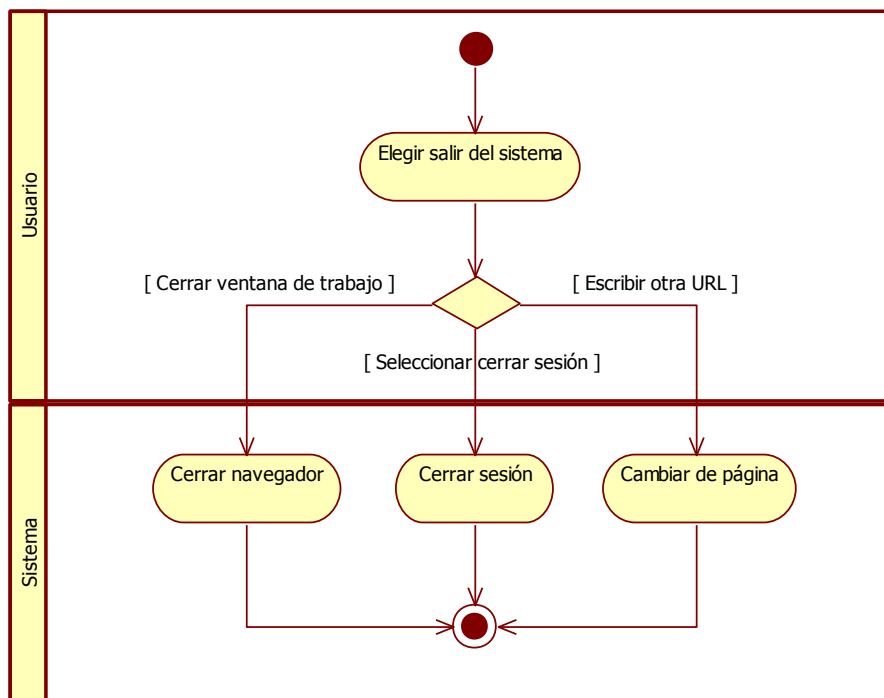 Usuario
Elegir salir del sistema
[ Cerrar ventana de trabajo ]
[ Escribir otra URL ]
[ Seleccionar cerrar sesión ]
Sistema
Cerrar navegador
Cerrar sesión
Cambiar de página